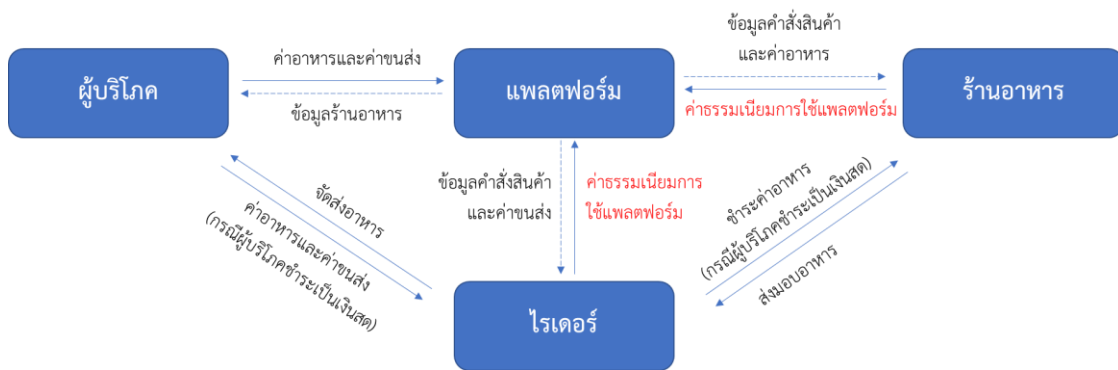 ข้อมูลคำสั่งสินค้า
และค่าอาหาร
ค่าอาหารและค่าขนส่ง
ผู้บริโภค
แพลตฟอร์ม
ร้านอาหาร
ข้อมูลร้านอาหาร
ค่าธรรมเนียมการใช้แพลตฟอร์ม
ข้อมูลคำสั่งสินค้า
และค่าขนส่ง
ค่าธรรมเนียมการ
ใช้แพลตฟอร์ม
จัดส่งอาหาร
ค่าอาหารและค่าขนส่ง
(กรณีผู้บริโภคชำระเป็นเงินสด)
ชำระค่าอาหาร
(กรณีผู้บริโภคชำระเป็นเงินสด)
ส่งมอบอาหาร
ไรเดอร์